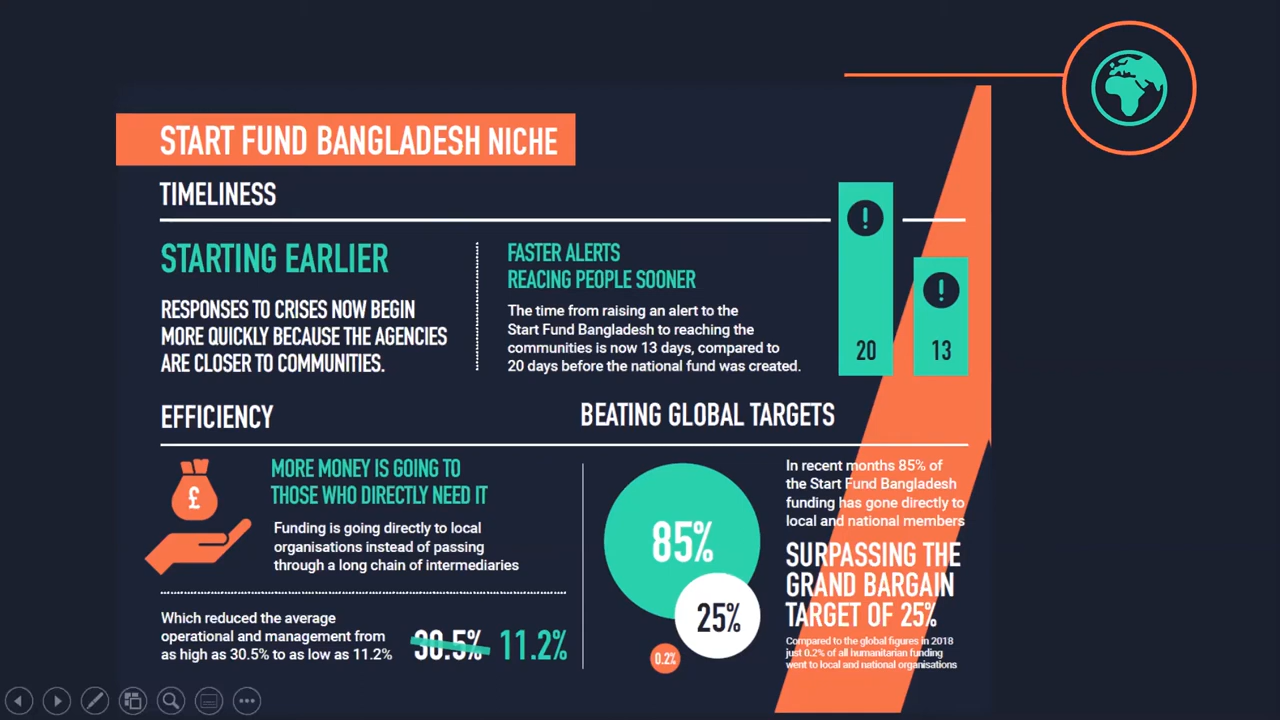 START FUND BANGLADESH NICHE
TIMELINESS
STARTING EARLIER
RESPONSES TO CRISES NOW BEGIN
MORE QUICKLY BECAUSE THE AGENCIES
ARE CLOSER TO COMMUNITIES.
FASTER ALERTS
REACING PEOPLE SOONER
The time from raising an alert to the
Start Fund Bangladesh to reaching the
communities is now 13 days, compared to
20 days before the national fund was created.
!
20
!
13
EFFICIENCY
£
MORE MONEY IS GOING TO
THOSE WHO DIRECTLY NEED IT
Funding is going directly to local
organisations instead of passing
through a long chain of intermediaries
Which reduced the average
operational and management from
as high as 30.5% to as low as 11.2%
30.5% 11.2%
BEATING GLOBAL TARGETS
85%
25%
0.2%
In recent months 85% of
the Start Fund Bangladesh
funding has gone directly to
local and national members
SURPASSING THE
GRAND BARGAIN
TARGET OF 25%
Compared to the global figures in 2018
just 0.2% of all humanitarian funding
went to local and national organisations